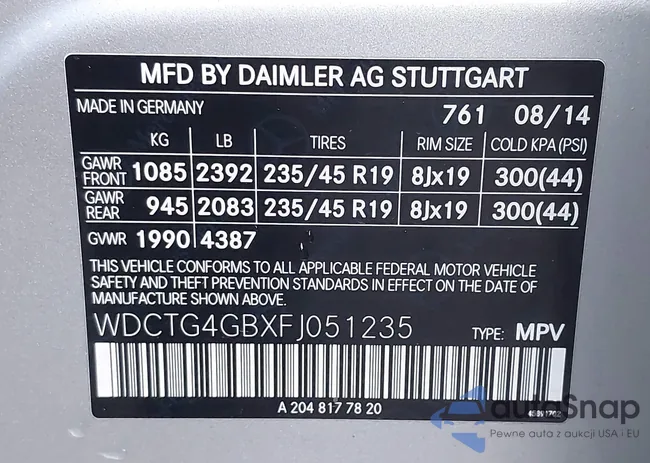 MFD BY DAIMLER AG STUTTGART
MADE IN GERMANY 761 08/14
KG LB TIRES RIM SIZE COLD KPA (PSI)
GAWR FRONT 1085 2392 235/45 R19 8Jx19 300(44)
GAWR REAR 945 2083 235/45 R19 8Jx19 300(44)
GVWR 1990 4387
THIS VEHICLE CONFORMS TO ALL APPLICABLE FEDERAL MOTOR VEHICLE
SAFETY AND THEFT PREVENTION STANDARDS IN EFFECT ON THE DATE OF
MANUFACTURE SHOWN ABOVE.
WDCTG4GBXFJ051235 TYPE: MPV
A 204 817 78 20
autoSnap
Pewne auta z aukcji USA i EU